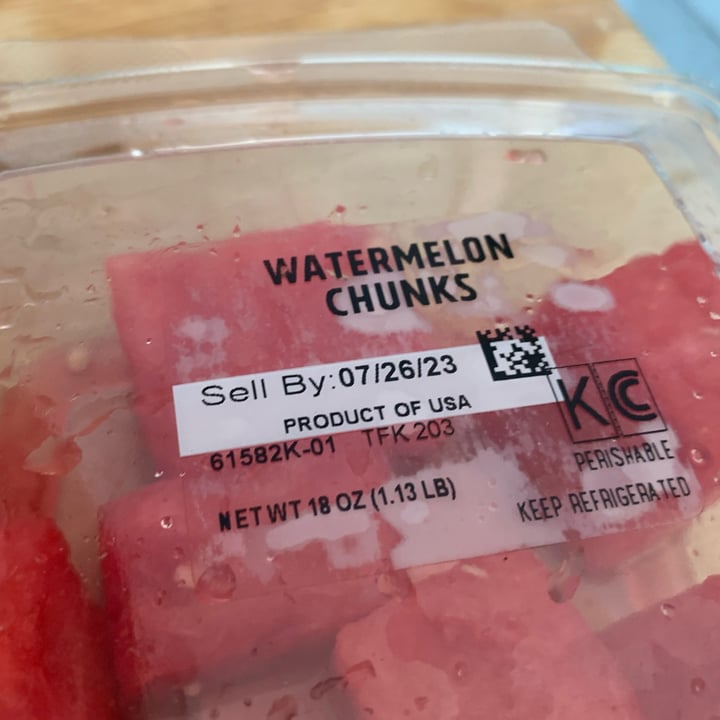 WATERMELON
CHUNKS
Sell By:07/26/23
PRODUCT OF USA
61582K-01 TFK 203
NET WT 18 OZ (1.13 LB)
KC
PERISHABLE
KEEP REFRIGERATED